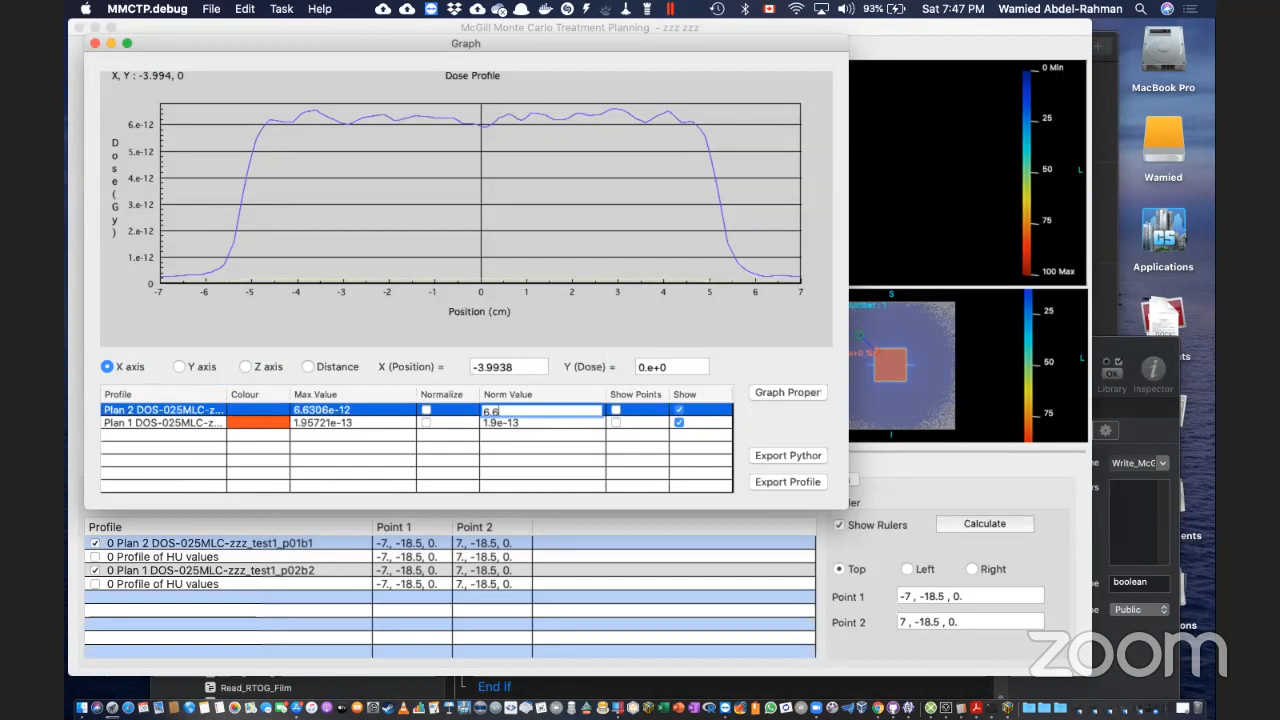 MMCTP.debug File Edit Task Help 93% Sat 7:47 PM Wamied Abdel-Rahman
McGill Monte Carlo Treatment Planning - zzz zzz
Graph
X, Y : -3.994, 0
Dose Profile
Dose(Gy)
6.e-12
5.e-12
4.e-12
3.e-12
2.e-12
1.e-12
0
-7 -6 -5 -4 -3 -2 -1 0 1 2 3 4 5 6 7
Position (cm)
X axis Y axis Z axis Distance X (Position) = -3.9938 Y (Dose) = 0.e+0
Profile Colour Max Value Normalize Norm Value Show Points Show
Plan 2 DOS-025MLC-z... 6.6306e-12 6.6
Plan 1 DOS-025MLC-z... 1.95721e-13 1.9e-13
Graph Proper
Export Pythor
Export Profile
Profile Point 1 Point 2
0 Plan 2 DOS-025MLC-zzz_test1_p01b1 -7., -18.5, 0. 7., -18.5, 0.
0 Profile of HU values -7., -18.5, 0. 7., -18.5, 0.
0 Plan 1 DOS-025MLC-zzz_test1_p02b2 -7., -18.5, 0. 7., -18.5, 0.
0 Profile of HU values -7., -18.5, 0. 7., -18.5, 0.
Show Rulers Calculate
Top Left Right
Point 1 -7 , -18.5 , 0.
Point 2 7 , -18.5 , 0.
0 Min
25
50
75
100 Max
L
S
25
50
75
L
I
MacBook Pro
Wamied
CS
Applications
OK
Library Inspector
Write_McG
boolean
Public
Read_RTOG_Film
End If
zoom